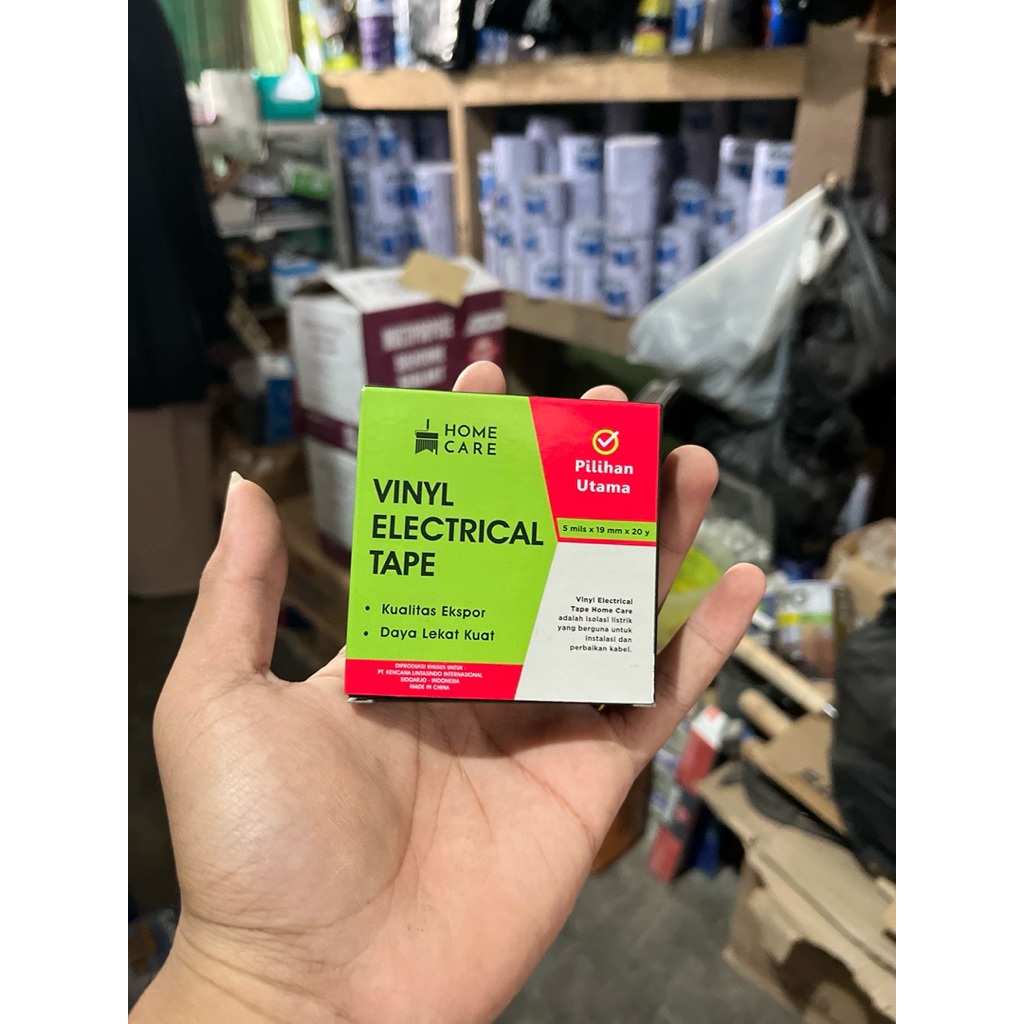 HOME
CARE
Pilihan
Utama
VINYL
ELECTRICAL
TAPE
5 mils x 19 mm x 20 y
• Kualitas Ekspor
• Daya Lekat Kuat
Vinyl Electrical
Tape Home Care
adalah isolasi listrik
yang berguna untuk
instalasi dan
perbaikan kabel.
DIPRODUKSI KHUSUS UNTUK :
PT. KENCANA LINTASINDO INTERNASIONAL
SIDOARJO - INDONESIA
MADE IN CHINA